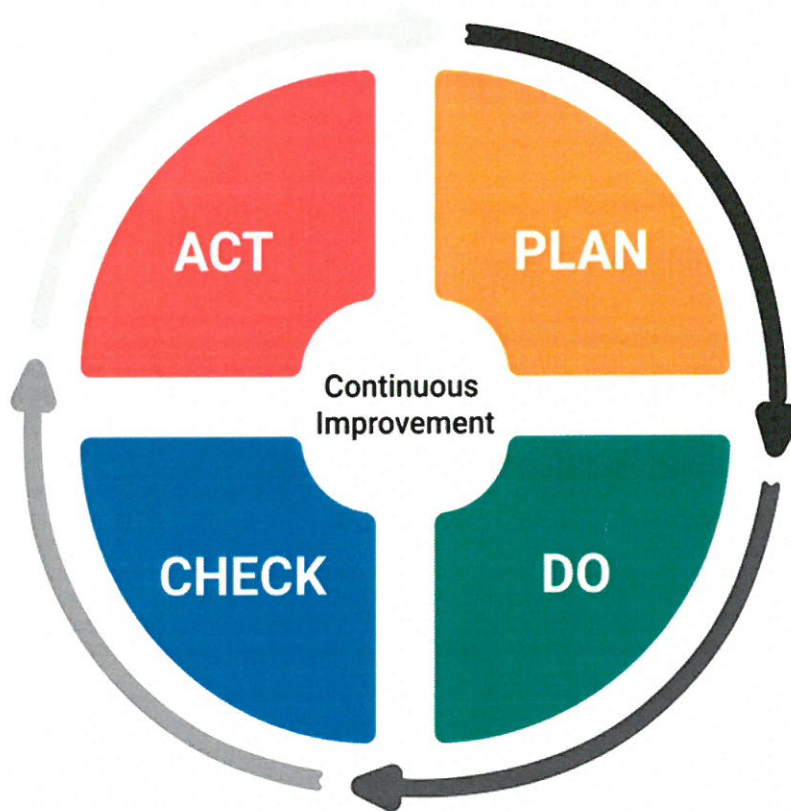 ACT
PLAN
Continuous
Improvement
CHECK
DO